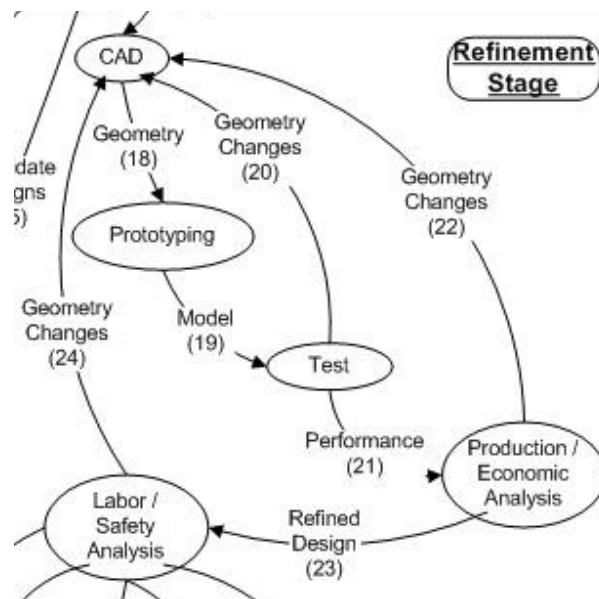 CAD
Refinement
Stage
Geometry
(18)
Geometry
Changes
(20)
Geometry
Changes
(22)
Prototyping
Geometry
Changes
(24)
Model
(19)
Test
Performance
(21)
Production /
Economic
Analysis
Labor /
Safety
Analysis
Refined
Design
(23)